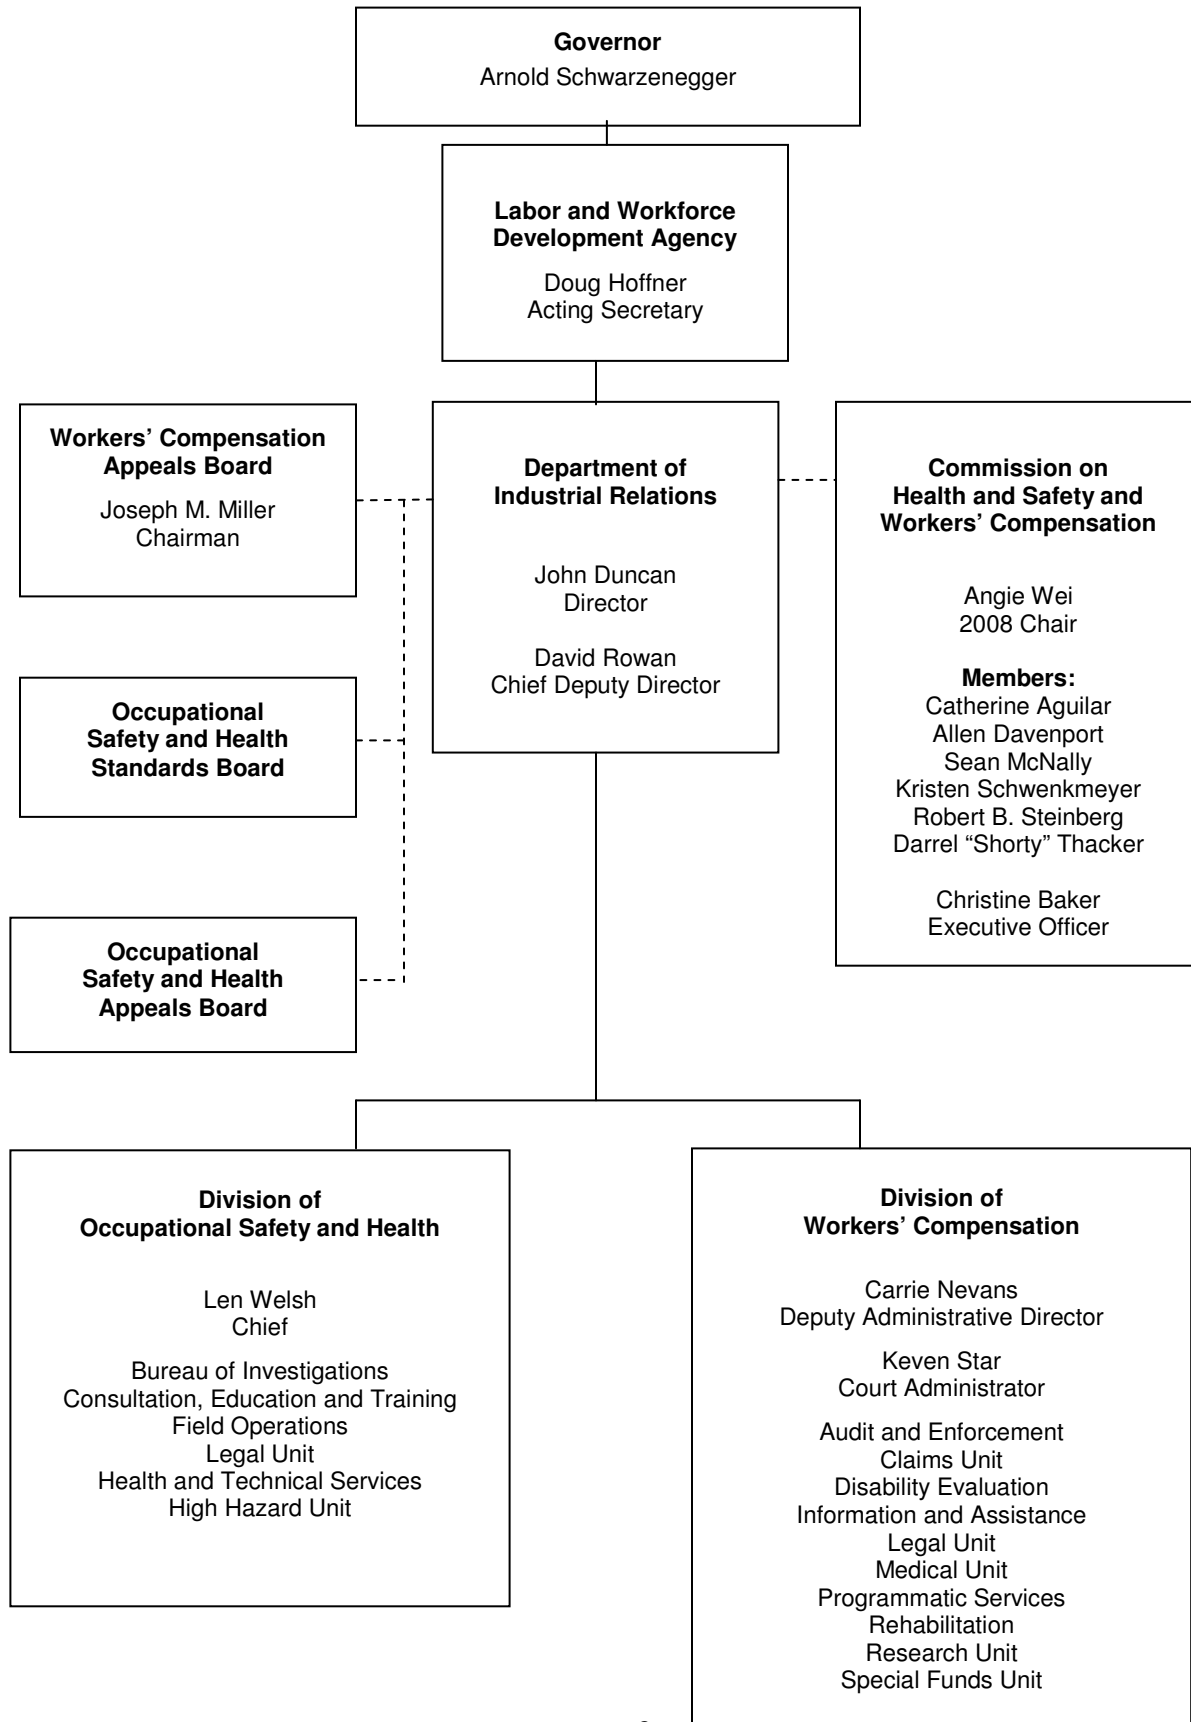 Governor
Arnold Schwarzenegger
Labor and Workforce
Development Agency
Doug Hoffner
Acting Secretary
Workers’ Compensation
Appeals Board
Joseph M. Miller
Chairman
Department of
Industrial Relations
John Duncan
Director
David Rowan
Chief Deputy Director
Commission on
Health and Safety and
Workers’ Compensation
Angie Wei
2008 Chair
Members:
Catherine Aguilar
Allen Davenport
Sean McNally
Kristen Schwenkmeyer
Robert B. Steinberg
Darrel “Shorty” Thacker
Christine Baker
Executive Officer
Occupational
Safety and Health
Standards Board
Occupational
Safety and Health
Appeals Board
Division of
Occupational Safety and Health
Len Welsh
Chief
Bureau of Investigations
Consultation, Education and Training
Field Operations
Legal Unit
Health and Technical Services
High Hazard Unit
Division of
Workers’ Compensation
Carrie Nevans
Deputy Administrative Director
Keven Star
Court Administrator
Audit and Enforcement
Claims Unit
Disability Evaluation
Information and Assistance
Legal Unit
Medical Unit
Programmatic Services
Rehabilitation
Research Unit
Special Funds Unit